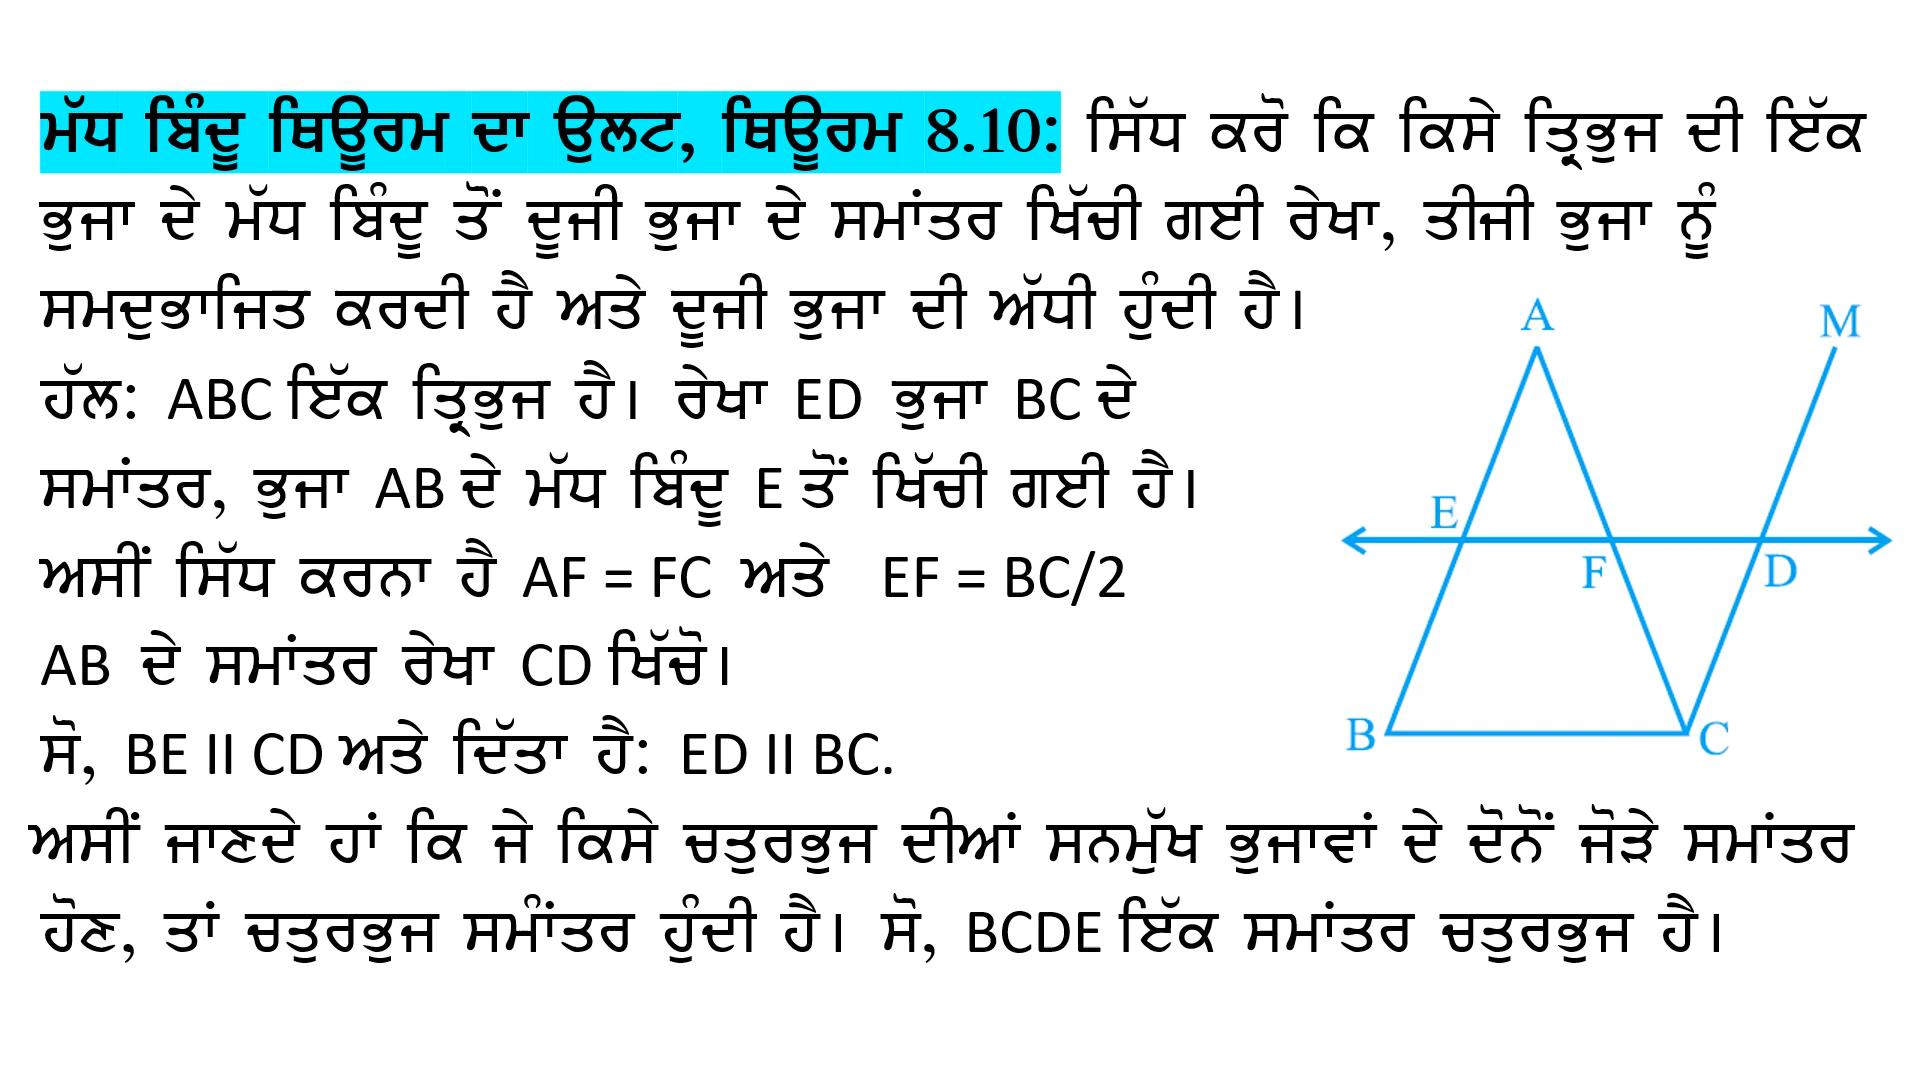 ਮੱਧ ਬਿੰਦੂ ਥਿਊਰਮ ਦਾ ਉਲਟ, ਥਿਊਰਮ 8.10: ਸਿੱਧ ਕਰੋ ਕਿ ਕਿਸੇ ਤ੍ਰਿਭੁਜ ਦੀ ਇੱਕ
ਭੁਜਾ ਦੇ ਮੱਧ ਬਿੰਦੂ ਤੋਂ ਦੂਜੀ ਭੁਜਾ ਦੇ ਸਮਾਂਤਰ ਖਿੱਚੀ ਗਈ ਰੇਖਾ, ਤੀਜੀ ਭੁਜਾ ਨੂੰ
ਸਮਦੁਭਾਜਿਤ ਕਰਦੀ ਹੈ ਅਤੇ ਦੂਜੀ ਭੁਜਾ ਦੀ ਅੱਧੀ ਹੁੰਦੀ ਹੈ।
ਹੱਲ: ABC ਇੱਕ ਤ੍ਰਿਭੁਜ ਹੈ। ਰੇਖਾ ED ਭੁਜਾ BC ਦੇ
ਸਮਾਂਤਰ, ਭੁਜਾ AB ਦੇ ਮੱਧ ਬਿੰਦੂ E ਤੋਂ ਖਿੱਚੀ ਗਈ ਹੈ।
ਅਸੀਂ ਸਿੱਧ ਕਰਨਾ ਹੈ AF = FC ਅਤੇ EF = BC/2
AB ਦੇ ਸਮਾਂਤਰ ਰੇਖਾ CD ਖਿੱਚੋ।
ਸੋ, BE II CD ਅਤੇ ਦਿੱਤਾ ਹੈ: ED II BC.
ਅਸੀਂ ਜਾਣਦੇ ਹਾਂ ਕਿ ਜੇ ਕਿਸੇ ਚਤੁਰਭੁਜ ਦੀਆਂ ਸਨਮੁੱਖ ਭੁਜਾਵਾਂ ਦੇ ਦੋਨੋਂ ਜੋੜੇ ਸਮਾਂਤਰ
ਹੋਣ, ਤਾਂ ਚਤੁਰਭੁਜ ਸਮਾਂਤਰ ਹੁੰਦੀ ਹੈ। ਸੋ, BCDE ਇੱਕ ਸਮਾਂਤਰ ਚਤੁਰਭੁਜ ਹੈ।
A
M
E
F
D
B
C